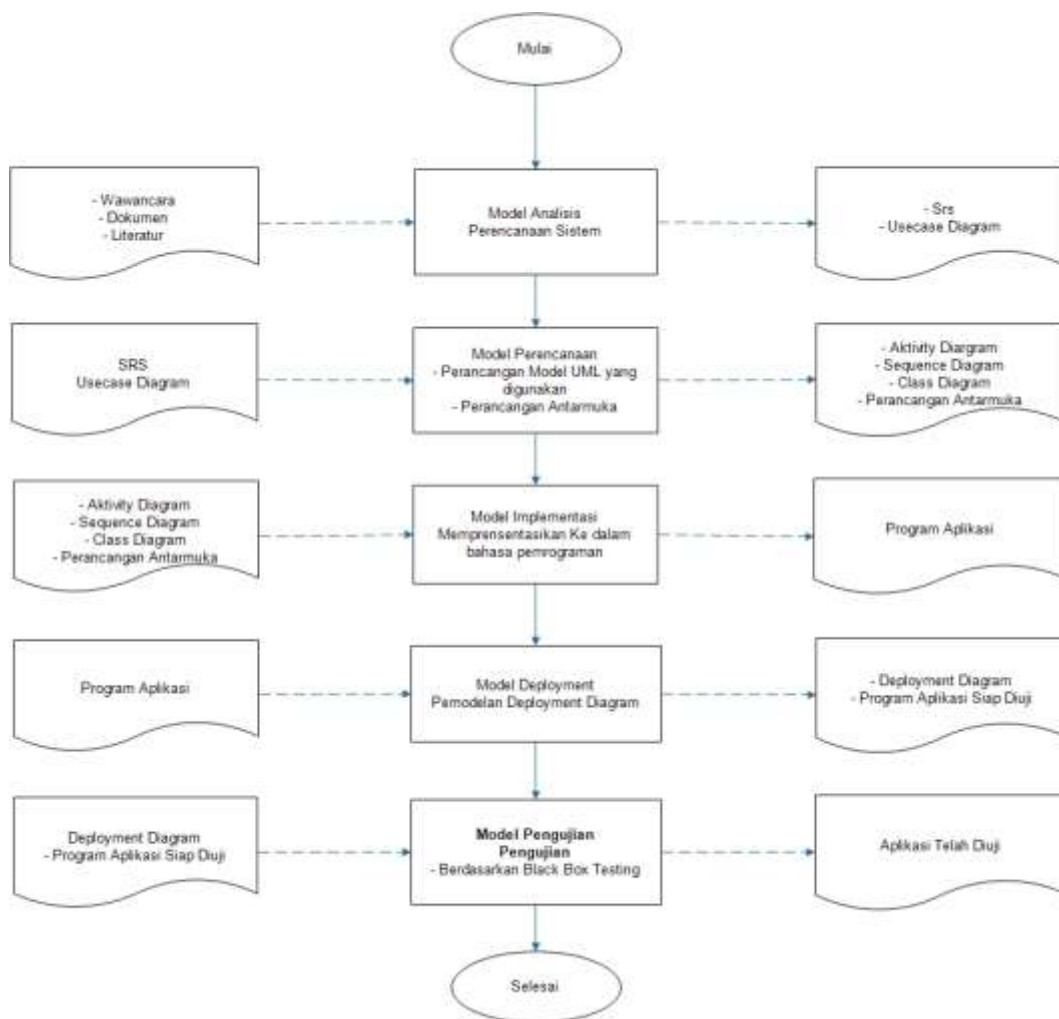 Mulai
- Wawancara
- Dokumen
- Literatur
Model Analisis
Perencanaan Sistem
- Srs
- Usecase Diagram
SRS
Usecase Diagram
Model Perencanaan
- Perancangan Model UML yang
digunakan
- Perancangan Antarmuka
- Aktivity Diargram
- Sequence Diagram
- Class Diagram
- Perancangan Antarmuka
- Aktivity Diagram
- Sequence Diagram
- Class Diagram
- Perancangan Antarmuka
Model Implementasi
Memprensentasikan Ke dalam
bahasa pemrograman
Program Aplikasi
Program Aplikasi
Model Deployment
Pemodelan Deployment Diagram
- Deployment Diagram
- Program Aplikasi Siap Diuji
Deployment Diagram
- Program Aplikasi Siap Diuji
Model Pengujian
Pengujian
- Berdasarkan Black Box Testing
Aplikasi Telah Diuji
Selesai